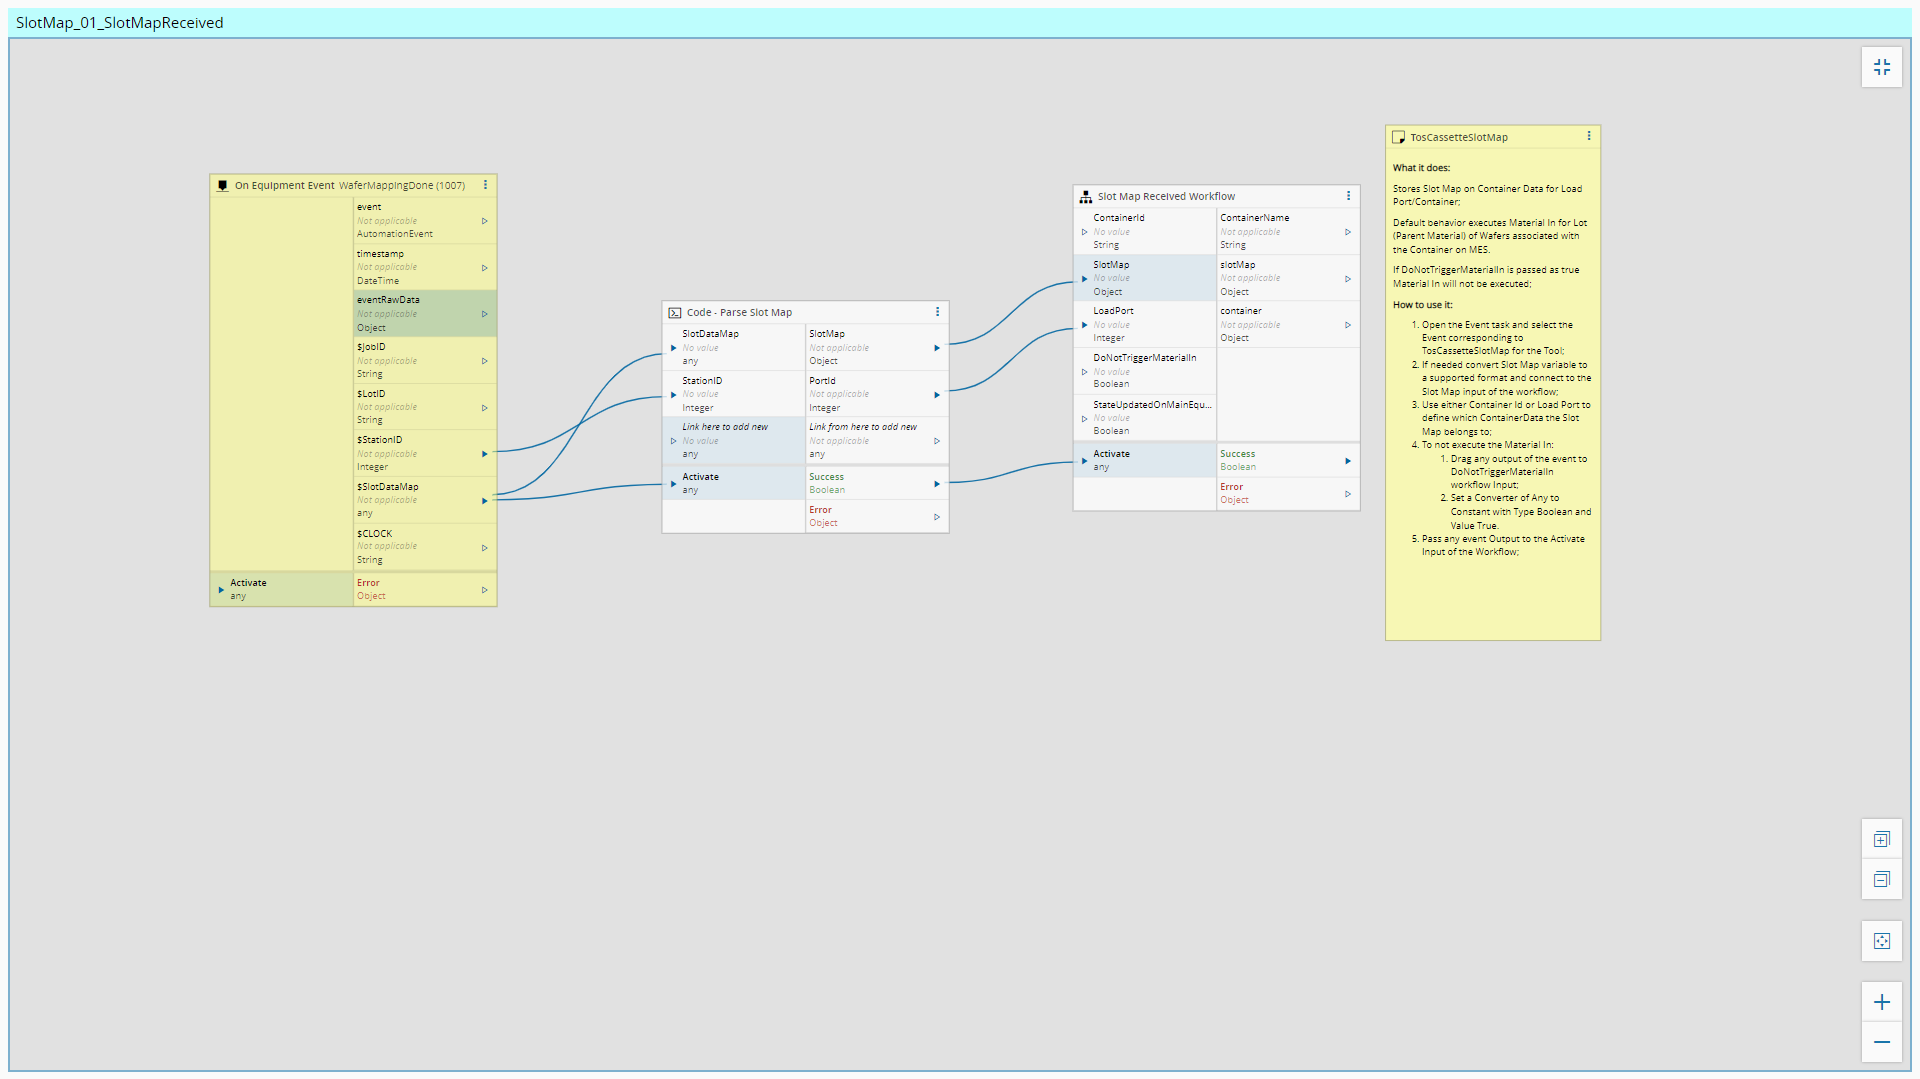 SlotMap_01_SlotMapReceived
On Equipment Event WaferMappingDone (1007)
event
Not applicable
AutomationEvent
timestamp
Not applicable
DateTime
eventRawData
Not applicable
Object
$JobID
Not applicable
String
$LotID
Not applicable
String
$StationID
Not applicable
Integer
$SlotDataMap
Not applicable
any
$CLOCK
Not applicable
String
Activate
any
Error
Object
Code - Parse Slot Map
SlotDataMap
No value
any
StationID
No value
Integer
Link here to add new
No value
any
Activate
any
SlotMap
Not applicable
Object
PortId
Not applicable
Integer
Link from here to add new
Not applicable
any
Success
Boolean
Error
Object
Slot Map Received Workflow
ContainerId
No value
String
SlotMap
No value
Object
LoadPort
No value
Integer
DoNotTriggerMaterialIn
No value
Boolean
StateUpdatedOnMainEqu...
No value
Boolean
Activate
any
ContainerName
Not applicable
String
slotMap
Not applicable
Object
container
Not applicable
Object
Success
Boolean
Error
Object
TosCassetteSlotMap
What it does:
Stores Slot Map on Container Data for Load
Port/Container;
Default behavior executes Material In for Lot
(Parent Material) of Wafers associated with
the Container on MES.
If DoNotTriggerMaterialIn is passed as true
Material In will not be executed;
How to use it:
1. Open the Event task and select the
Event corresponding to
TosCassetteSlotMap for the Tool;
2. If needed convert Slot Map variable to
a supported format and connect to the
Slot Map input of the workflow;
3. Use either Container Id or Load Port to
define which ContainerData the Slot
Map belongs to;
4. To not execute the Material In:
1. Drag any output of the event to
DoNotTriggerMaterialIn
workflow Input;
2. Set a Converter of Any to
Constant with Type Boolean and
Value True.
5. Pass any event Output to the Activate
Input of the Workflow;